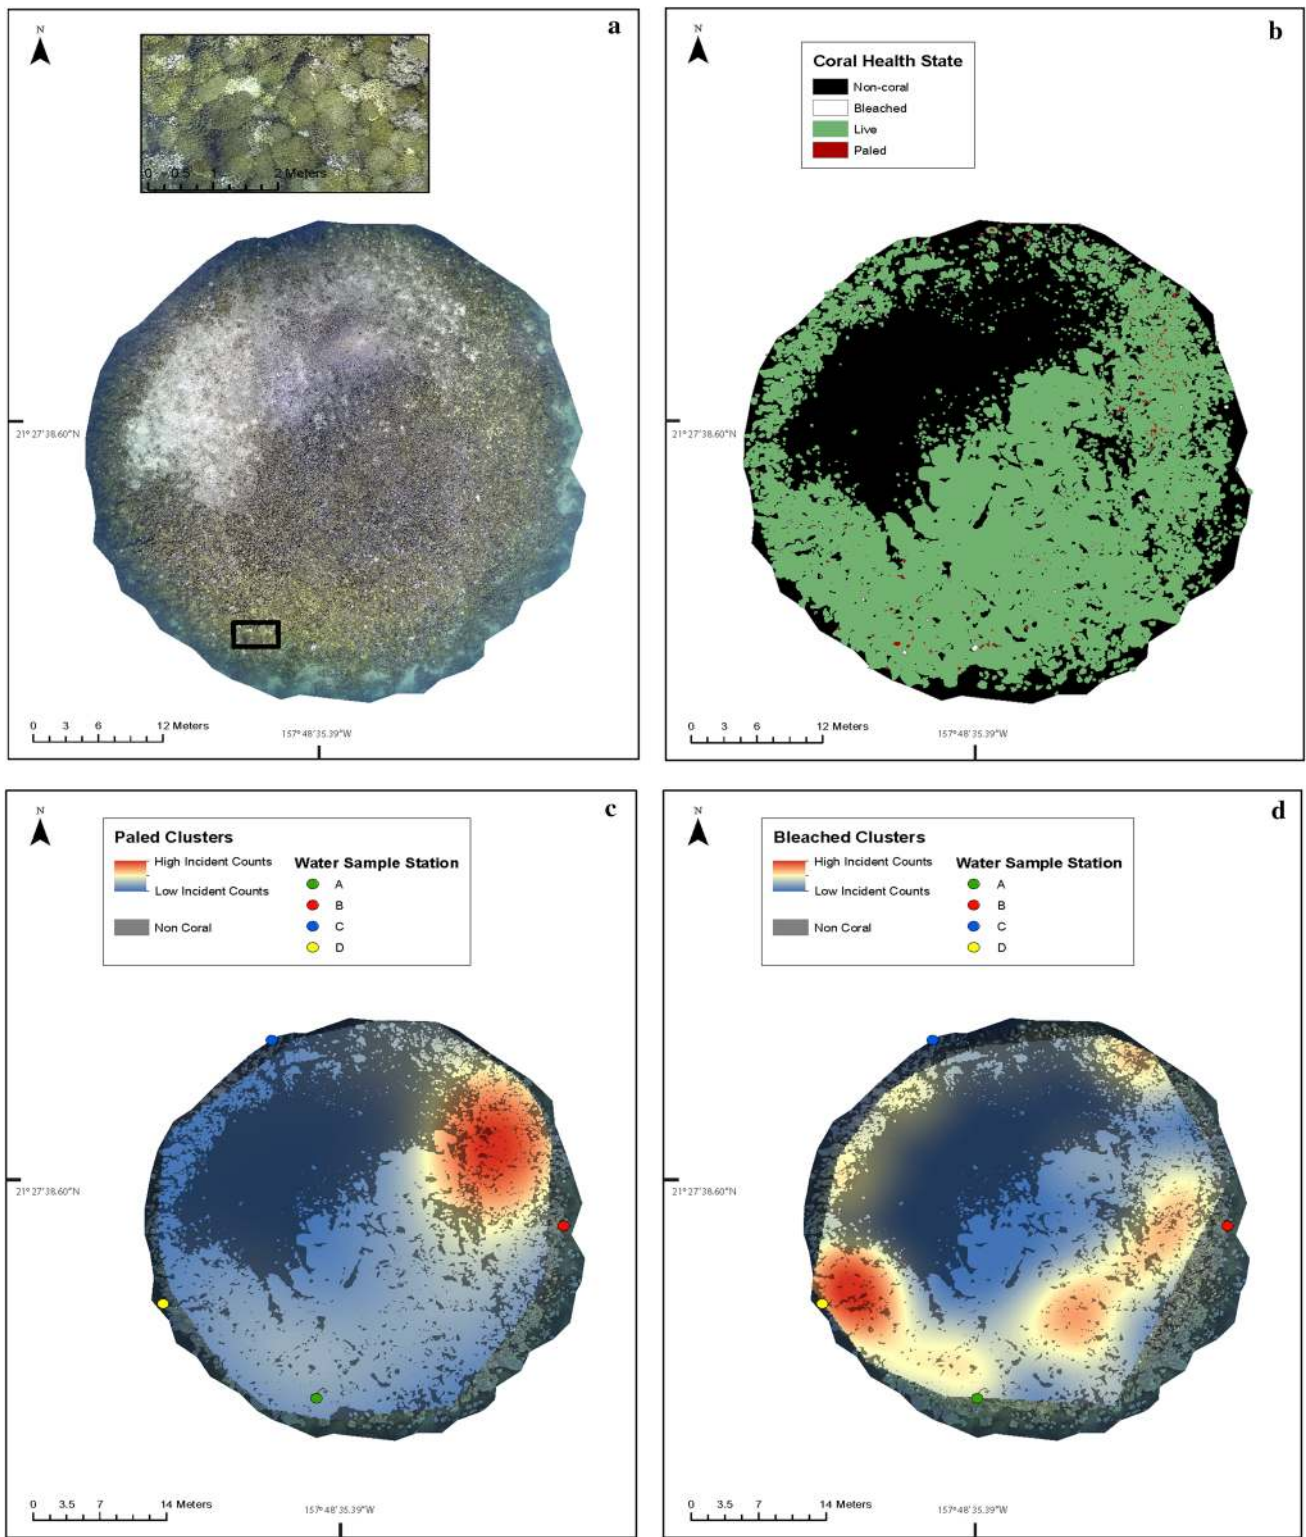 N
a
0 0.5 1 2 Meters
21° 27'38.60"N
0 3 6 12 Meters
157° 48'35.39"W
N
b
Coral Health State
Non-coral
Bleached
Live
Paled
21° 27'38.60"N
0 3 6 12 Meters
157° 48'35.39"W
N
c
Paled Clusters
High Incident Counts
Low Incident Counts
Non Coral
Water Sample Station
A
B
C
D
21° 27'38.60"N
0 3.5 7 14 Meters
157° 48'35.39"W
N
d
Bleached Clusters
High Incident Counts
Low Incident Counts
Non Coral
Water Sample Station
A
B
C
D
21° 27'38.60"N
0 3.5 7 14 Meters
157° 48'35.39"W